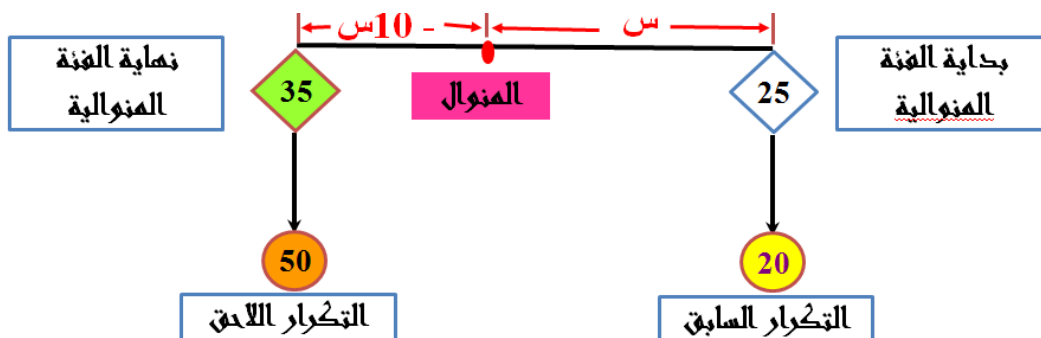 س
10 - س
بداية الفئة
المنوالية
25
المنوال
35
نهاية الفئة
المنوالية
20
50
التكرار السابق
التكرار اللاحق